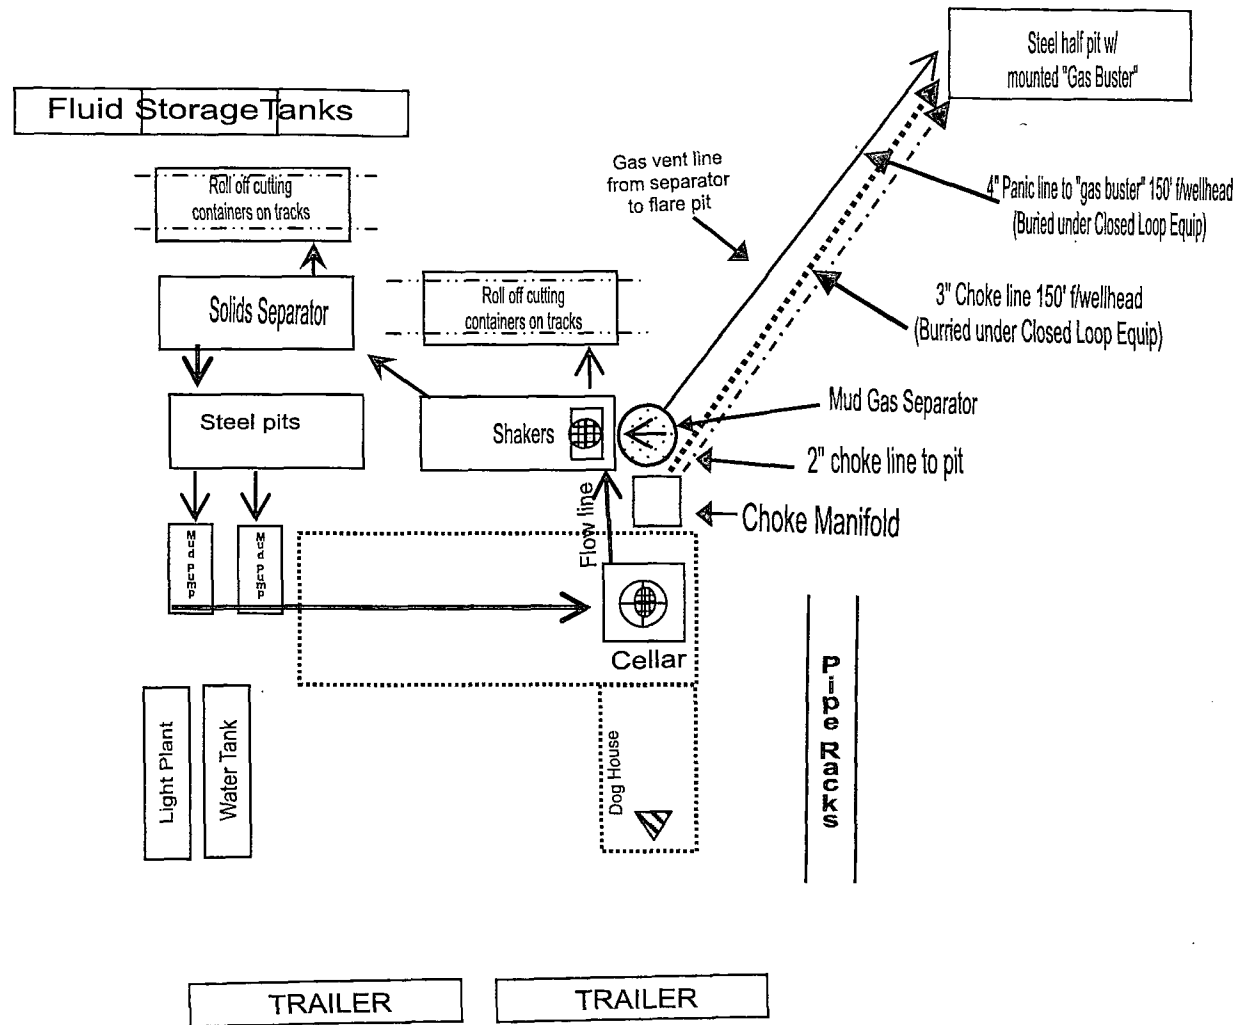 Steel half pit w/
mounted "Gas Buster"
Fluid Storage Tanks
Gas vent line
from separator
to flare pit
Roll off cutting
containers on tracks
4" Panic line to "gas buster" 150' f/wellhead
(Buried under Closed Loop Equip)
Solids Separator
Roll off cutting
containers on tracks
3" Choke line 150' f/wellhead
(Burried under Closed Loop Equip)
Steel pits
Shakers
Mud Gas Separator
2" choke line to pit
Flow line
Choke Manifold
Mud Pump
Mud Pump
Cellar
Pipe Racks
Light Plant
Water Tank
Dog House
TRAILER
TRAILER